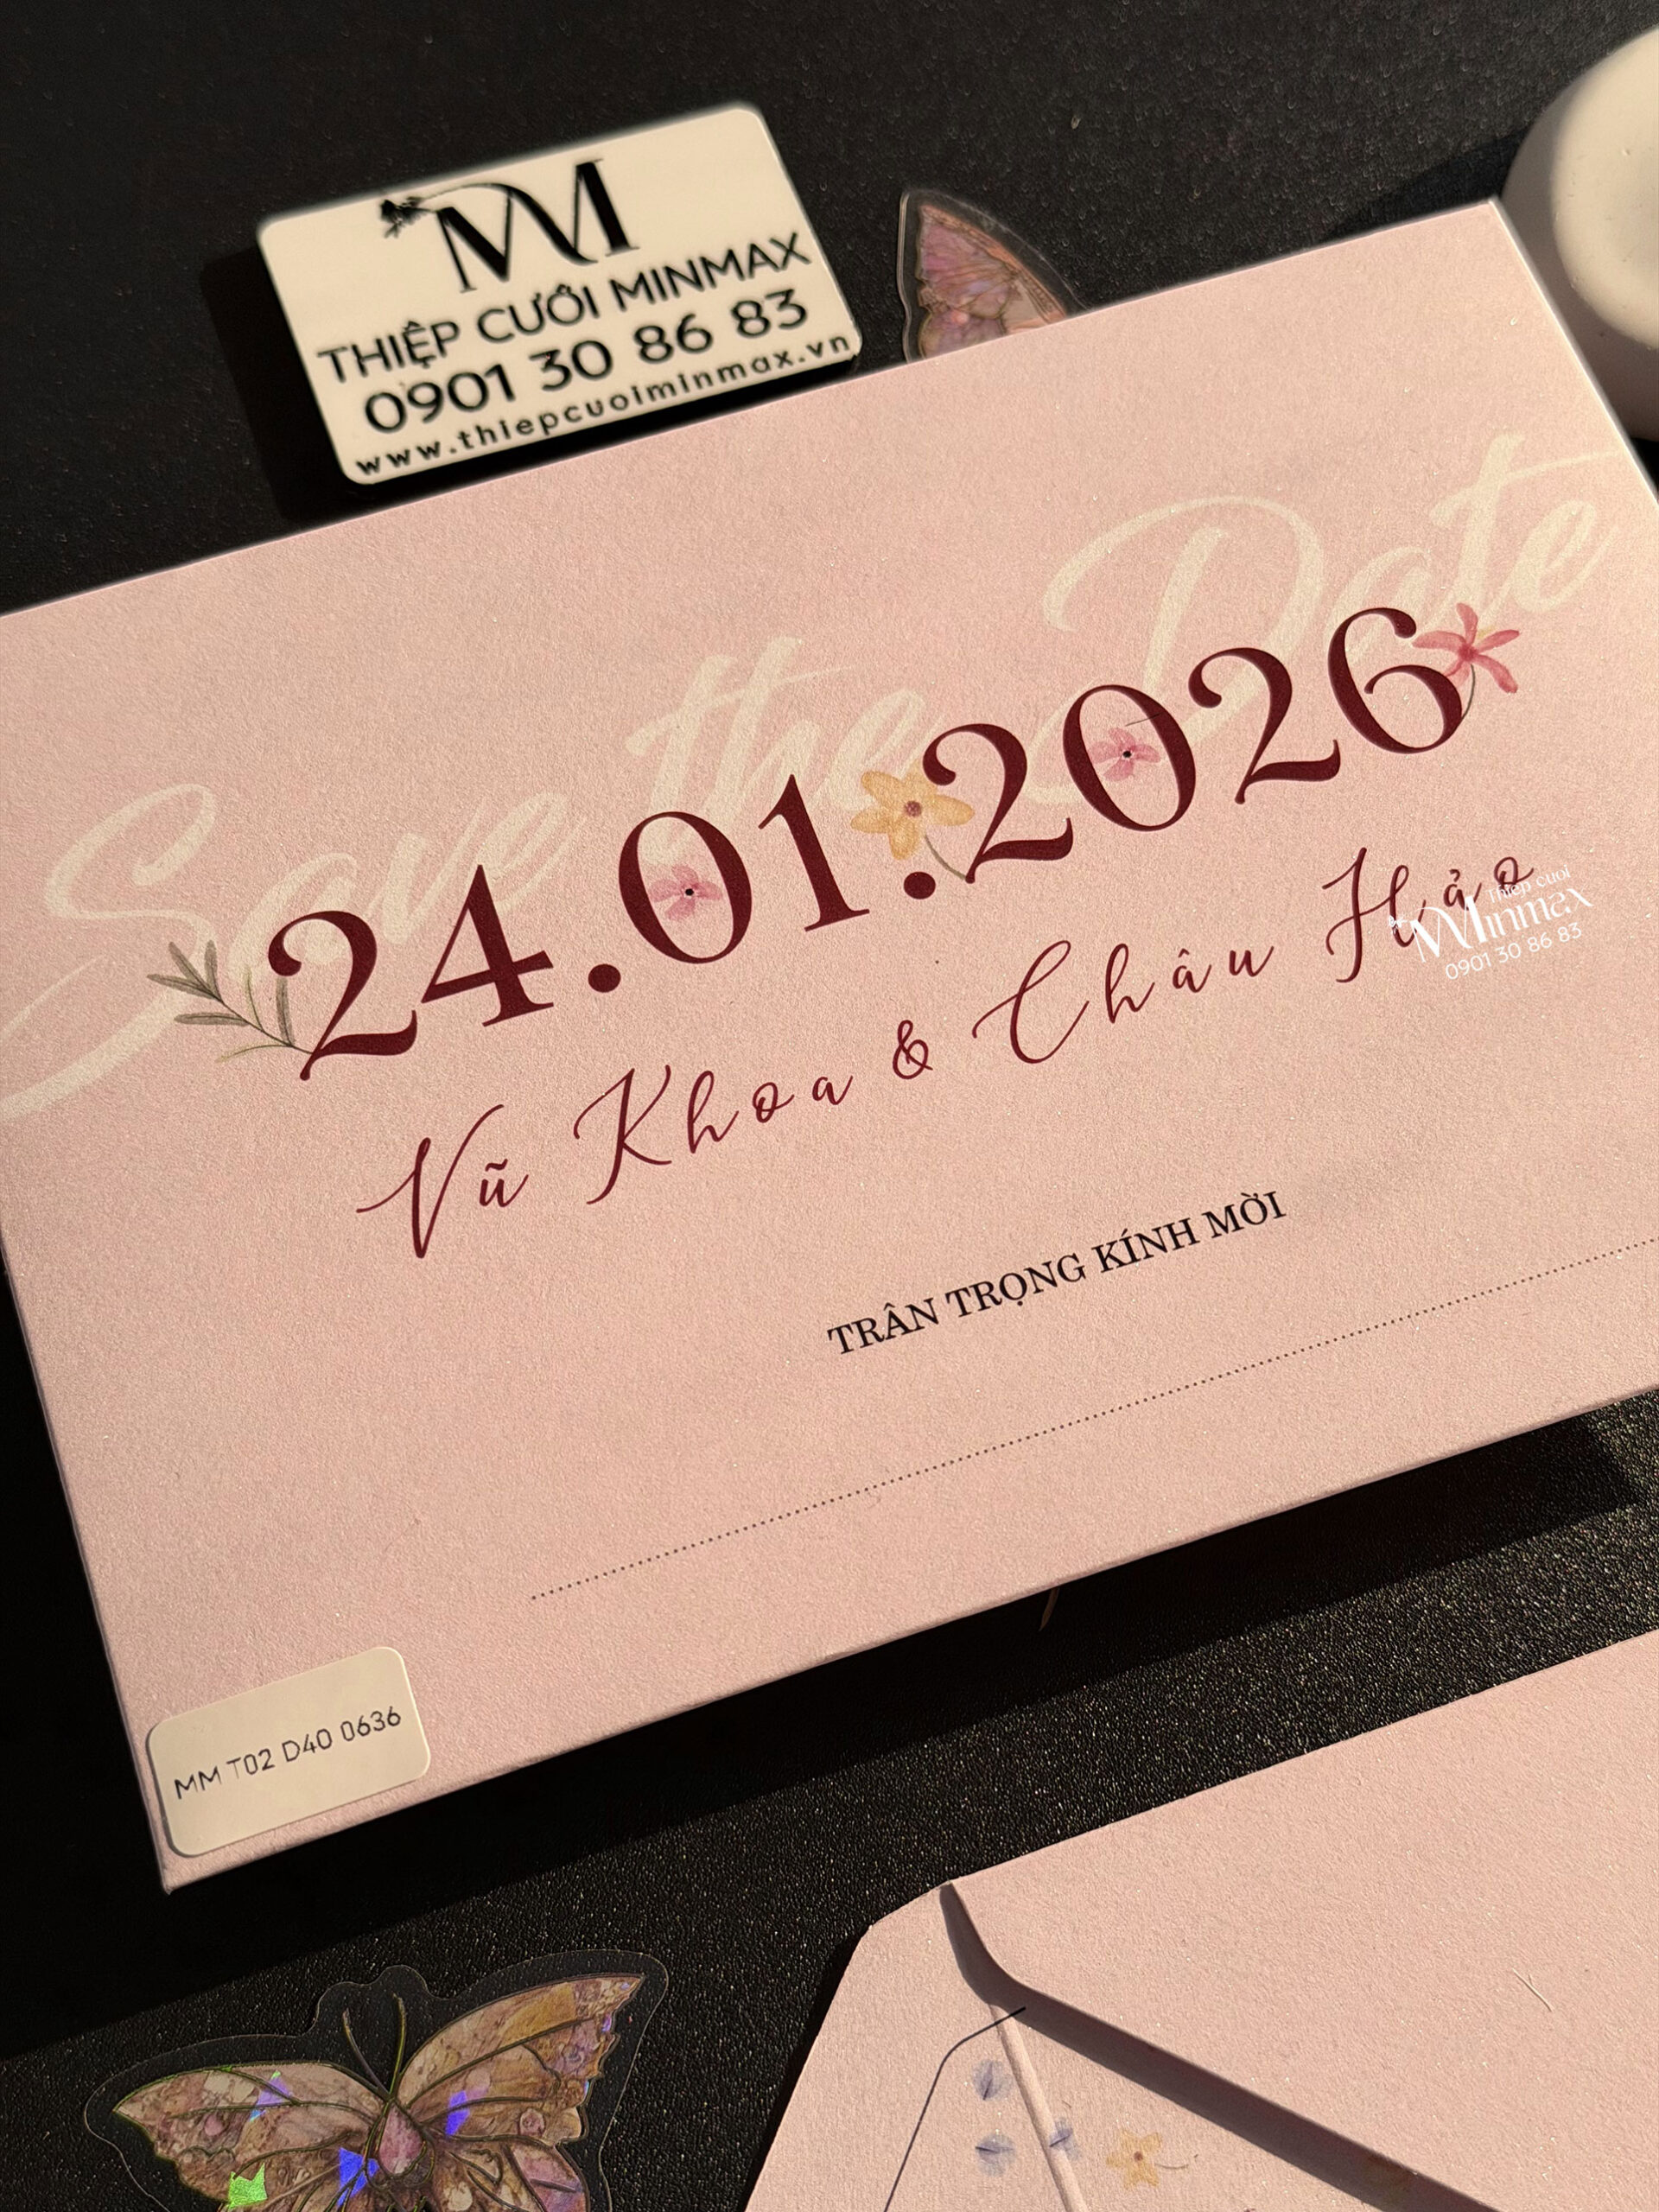 THIỆP CƯỚI MINMAX
0901 30 86 83
www.thiepcuoiminmax.vn
Save the Date
24.01.2026
Vũ Khoa & Châu Hảo
Thiệp cưới
Minmax
0901 30 86 83
TRÂN TRỌNG KÍNH MỜI
MM T02 D40 0636